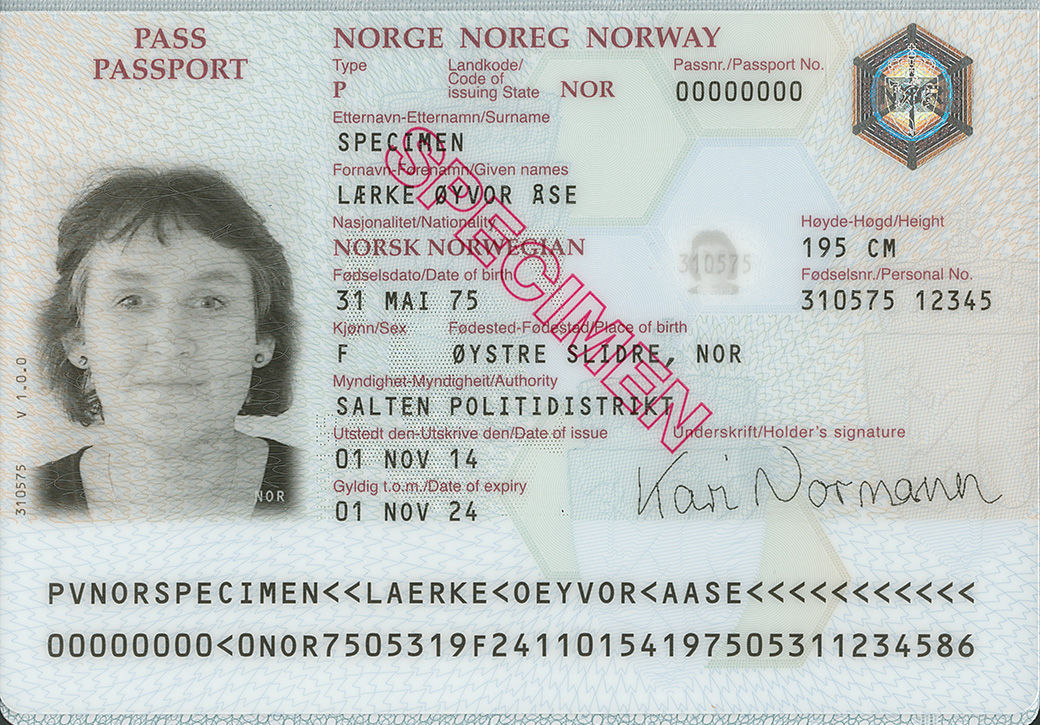 PASS
PASSPORT
NORGE NOREG NORWAY
Type
Landkode/
Code of
issuing State
Passnr./Passport No.
P
NOR
00000000
Etternavn-Etternamn/Surname
SPECIMEN
Fornavn-Førenamn/Given names
LÆRKE ØYVOR ÅSE
Nasjonalitet/Nationality
Høyde-Høgd/Height
NORSK NORWEGIAN
195 CM
310575
Fødselsdato/Date of birth
Fødselsnr./Personal No.
31 MAI 75
310575 12345
Kjønn/Sex
Fødested-Fødestad/Place of birth
F
ØYSTRE SLIDRE, NOR
Myndighet-Myndigheit/Authority
SALTEN POLITIDISTRIKT
Utstedt den-Utskrive den/Date of issue
Underskrift/Holder's signature
01 NOV 14
Kari Normann
Gyldig t.o.m./Date of expiry
01 NOV 24
SPECIMEN
V 1.0.0
310575
NOR
PVNORSPECIMEN<<LAERKE<OEYVOR<AASE<<<<<<<<<<<
00000000<0NOR7505319F24110154197505311234586